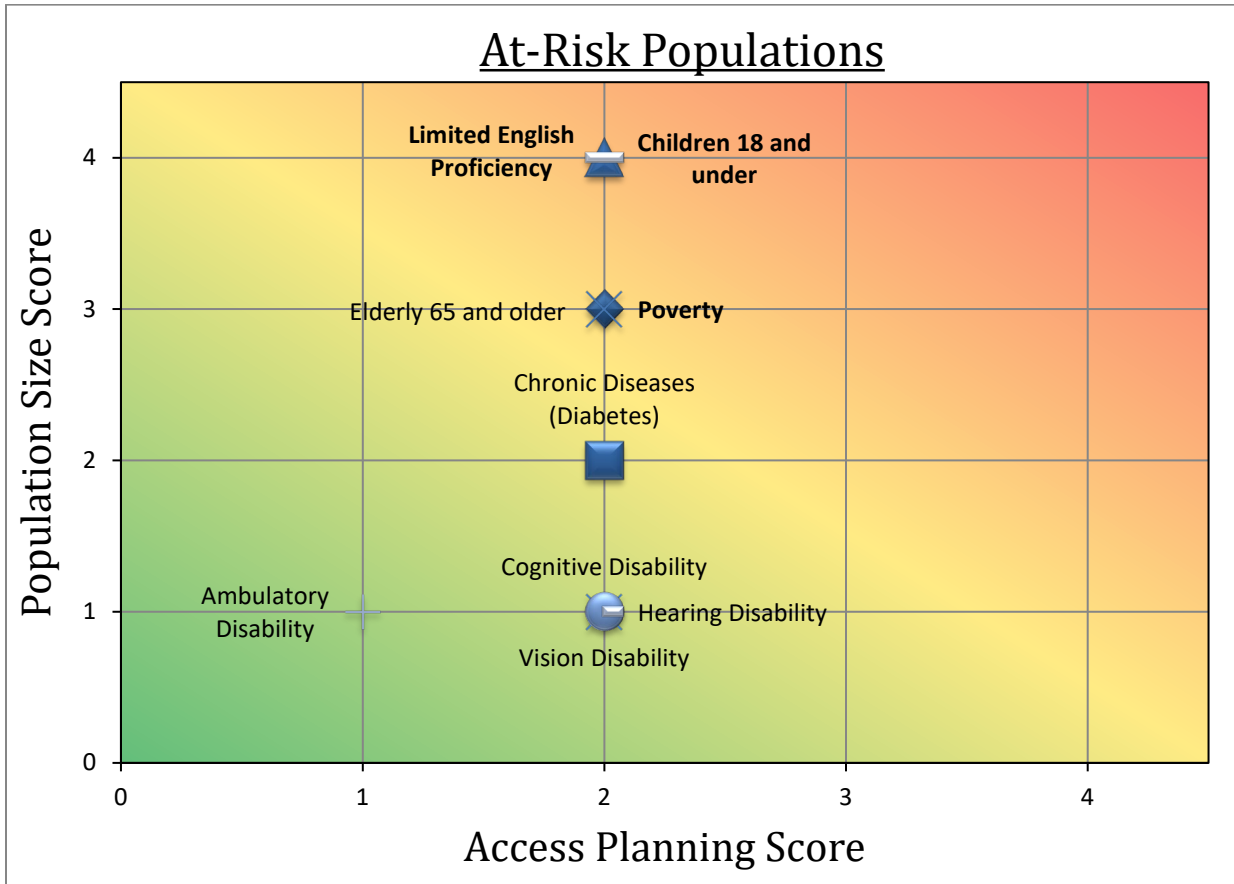 At-Risk Populations
Population Size Score
4
Limited English
Proficiency
Children 18 and
under
3
Elderly 65 and older
Poverty
Chronic Diseases
(Diabetes)
2
Cognitive Disability
1
Ambulatory
Disability
Hearing Disability
Vision Disability
0
0 1 2 3 4
Access Planning Score